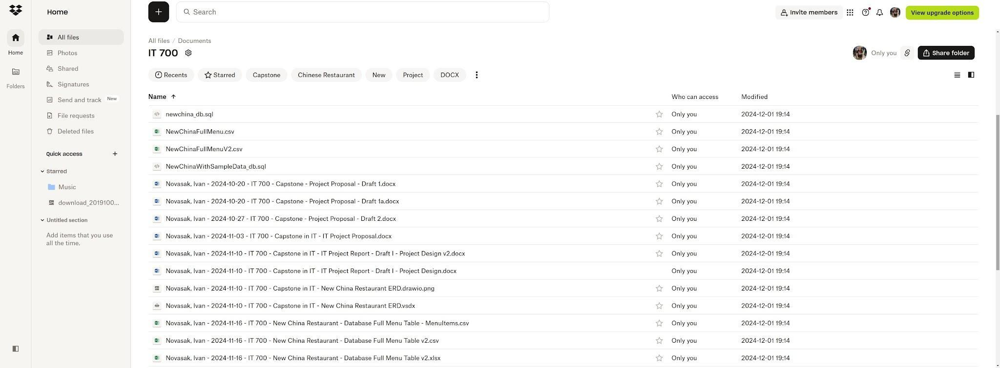 Home
Folders
Home
All files
Photos
Shared
Signatures
Send and track New
File requests
Deleted files
Quick access
Starred
Music
download_2019100...
Untitled section
Add items that you use
all the time.
Search
Invite members
View upgrade options
All files / Documents
IT 700
Only you
Share folder
Recents Starred Capstone Chinese Restaurant New Project DOCX
Name Who can access Modified
newchina_db.sql Only you 2024-12-01 19:14
NewChinaFullMenu.csv Only you 2024-12-01 19:14
NewChinaFullMenuV2.csv Only you 2024-12-01 19:14
NewChinaWithSampleData_db.sql Only you 2024-12-01 19:14
Novasak, Ivan - 2024-10-20 - IT 700 - Capstone - Project Proposal - Draft 1.docx Only you 2024-12-01 19:14
Novasak, Ivan - 2024-10-20 - IT 700 - Capstone - Project Proposal - Draft 1a.docx Only you 2024-12-01 19:14
Novasak, Ivan - 2024-10-27 - IT 700 - Capstone - Project Proposal - Draft 2.docx Only you 2024-12-01 19:14
Novasak, Ivan - 2024-11-03 - IT 700 - Capstone in IT - IT Project Proposal.docx Only you 2024-12-01 19:14
Novasak, Ivan - 2024-11-10 - IT 700 - Capstone in IT - IT Project Report - Draft I - Project Design v2.docx Only you 2024-12-01 19:14
Novasak, Ivan - 2024-11-10 - IT 700 - Capstone in IT - IT Project Report - Draft I - Project Design.docx Only you 2024-12-01 19:14
Novasak, Ivan - 2024-11-10 - IT 700 - Capstone in IT - New China Restaurant ERD.drawio.png Only you 2024-12-01 19:14
Novasak, Ivan - 2024-11-10 - IT 700 - Capstone in IT - New China Restaurant ERD.vsdx Only you 2024-12-01 19:14
Novasak, Ivan - 2024-11-16 - IT 700 - New China Restaurant - Database Full Menu Table - MenuItems.csv Only you 2024-12-01 19:14
Novasak, Ivan - 2024-11-16 - IT 700 - New China Restaurant - Database Full Menu Table v2.csv Only you 2024-12-01 19:14
Novasak, Ivan - 2024-11-16 - IT 700 - New China Restaurant - Database Full Menu Table v2.xlsx Only you 2024-12-01 19:14